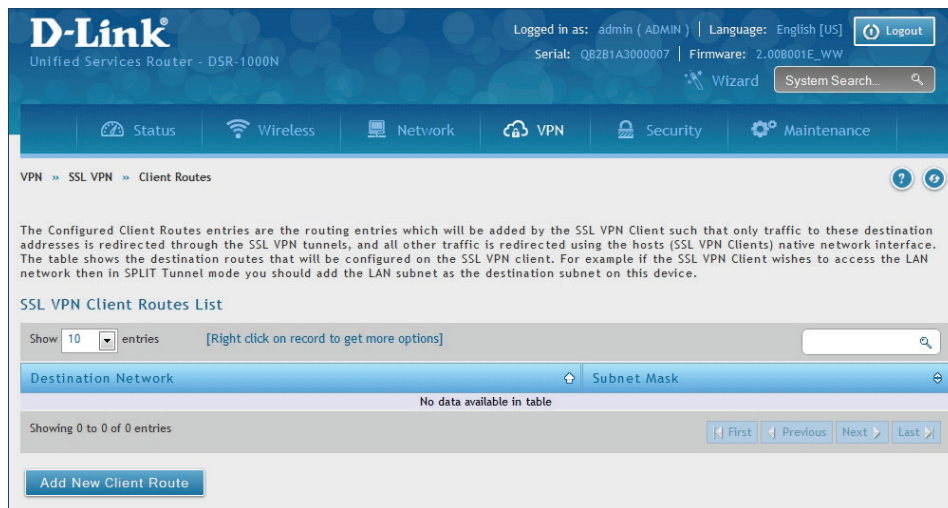 D-Link®
Unified Services Router - DSR-1000N
Logged in as: admin ( ADMIN ) | Language: English [US]
Logout
Serial: QB2B1A3000007 | Firmware: 2.00B001E_WW
Wizard
System Search...
Status
Wireless
Network
VPN
Security
Maintenance
VPN » SSL VPN » Client Routes
?
The Configured Client Routes entries are the routing entries which will be added by the SSL VPN Client such that only traffic to these destination
addresses is redirected through the SSL VPN tunnels, and all other traffic is redirected using the hosts (SSL VPN Clients) native network interface.
The table shows the destination routes that will be configured on the SSL VPN client. For example if the SSL VPN Client wishes to access the LAN
network then in SPLIT Tunnel mode you should add the LAN subnet as the destination subnet on this device.
SSL VPN Client Routes List
Show 10 entries
[Right click on record to get more options]
Destination Network
Subnet Mask
No data available in table
Showing 0 to 0 of 0 entries
First
Previous
Next
Last
Add New Client Route